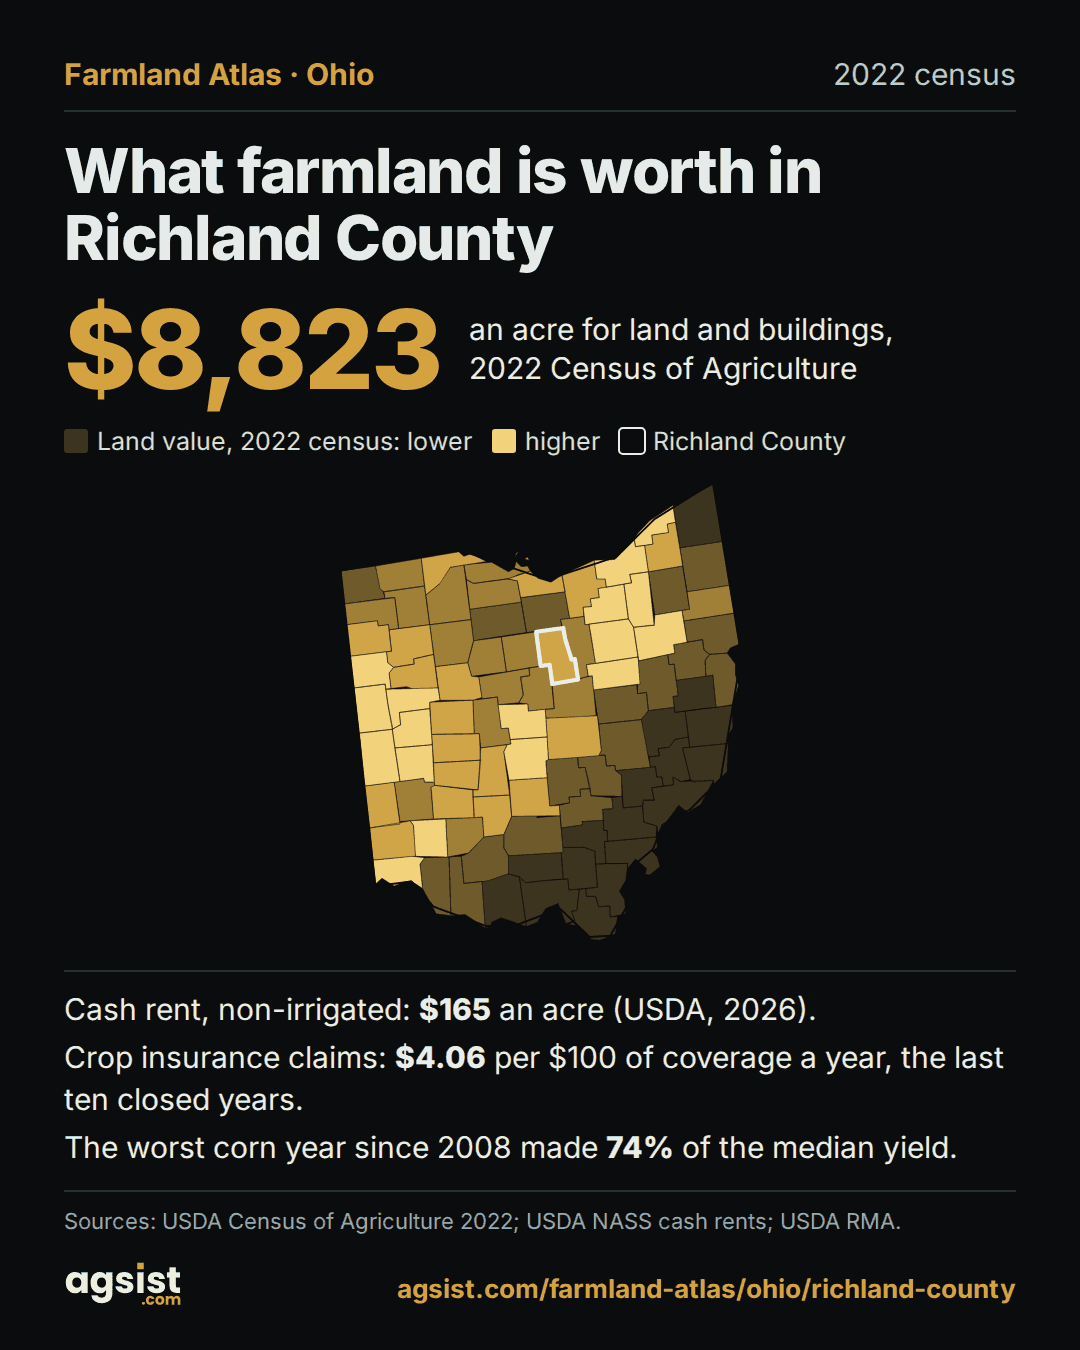 Farmland Atlas · Ohio
2022 census
What farmland is worth in
Richland County
$8,823
an acre for land and buildings,
2022 Census of Agriculture
Land value, 2022 census: lower
higher
Richland County
Cash rent, non-irrigated: $165 an acre (USDA, 2026).
Crop insurance claims: $4.06 per $100 of coverage a year, the last
ten closed years.
The worst corn year since 2008 made 74% of the median yield.
Sources: USDA Census of Agriculture 2022; USDA NASS cash rents; USDA RMA.
agsist
.com
agsist.com/farmland-atlas/ohio/richland-county